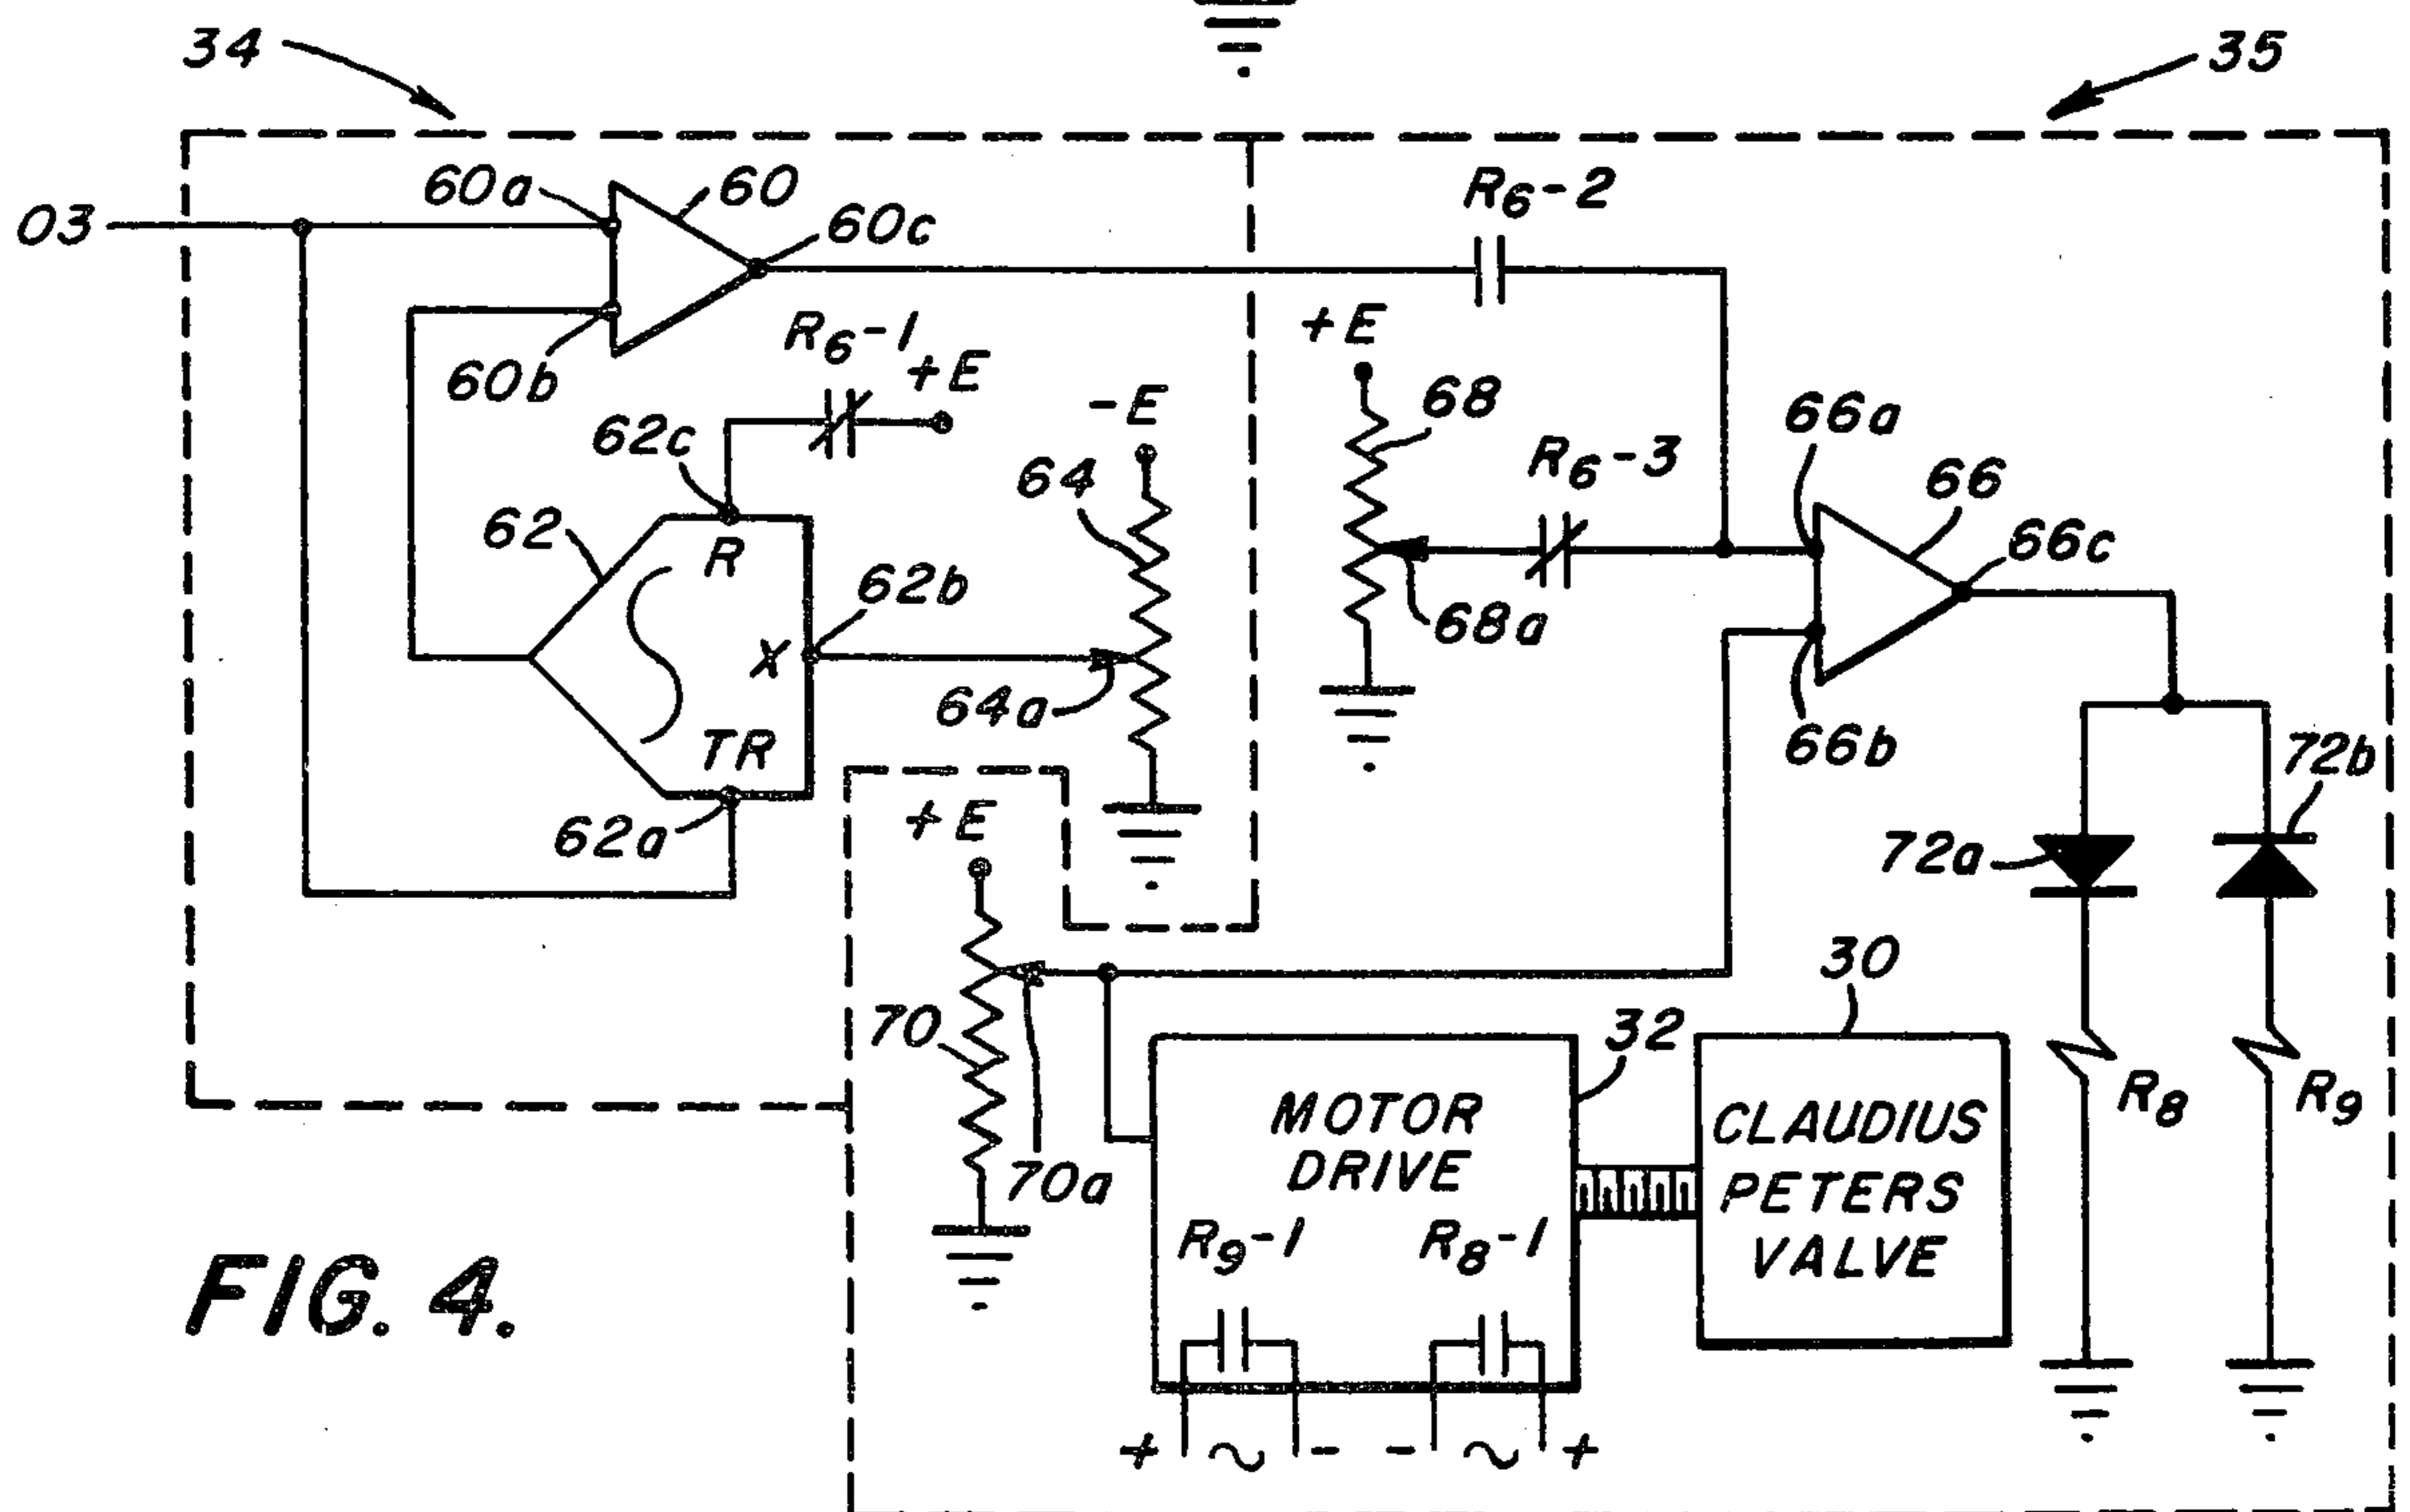 34
35
60a
60
R6-2
03
60c
+E
R6-1
+E
60b
-E
68
66a
62c
64
R6-3
66
62
R
66c
62b
X
68a
64a
TR
66b
72b
62a
+E
72a
30
70
32
MOTOR
DRIVE
CLAUDIUS
PETERS
VALVE
R8
R9
70a
R9-1
R8-1
FIG. 4.
+ ~ - - ~ +